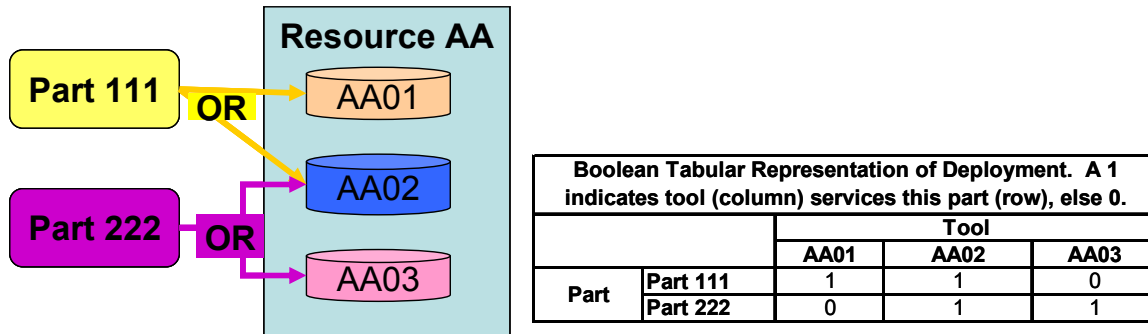 Resource AA
Part 111
OR
AA01
AA02
Part 222
OR
AA03
Boolean Tabular Representation of Deployment. A 1
indicates tool (column) services this part (row), else 0.
Tool
AA01 AA02 AA03
Part Part 111 1 1 0
Part 222 0 1 1